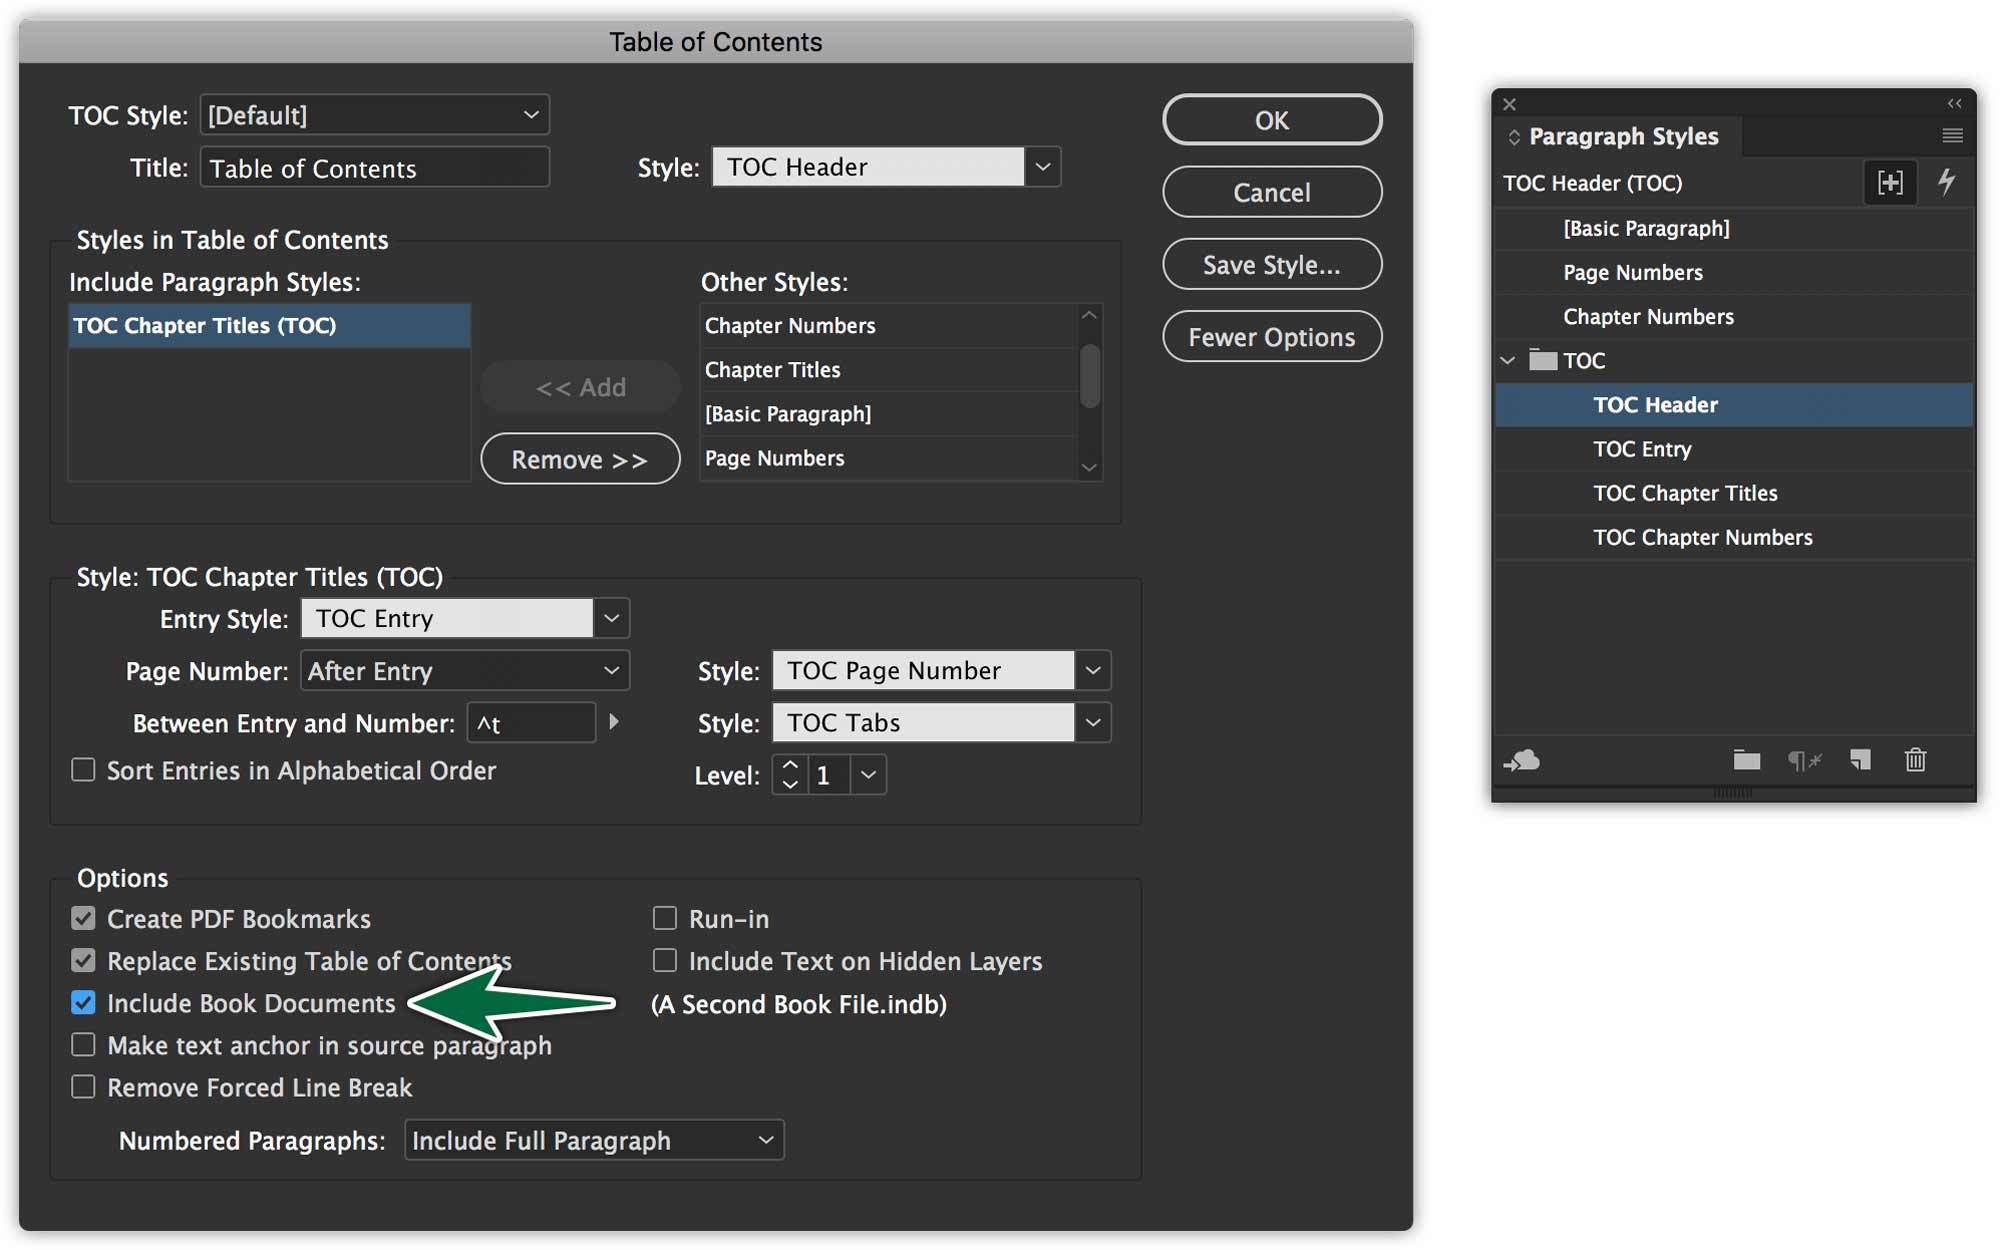 Table of Contents
TOC Style: [Default]
Title: Table of Contents Style: TOC Header
Styles in Table of Contents
Include Paragraph Styles: Other Styles:
TOC Chapter Titles (TOC)
<< Add
Remove >>
Chapter Numbers
Chapter Titles
[Basic Paragraph]
Page Numbers
Style: TOC Chapter Titles (TOC)
Entry Style: TOC Entry
Page Number: After Entry Style: TOC Page Number
Between Entry and Number: ^t Style: TOC Tabs
Sort Entries in Alphabetical Order Level: 1
Options
Create PDF Bookmarks Run-in
Replace Existing Table of Contents Include Text on Hidden Layers
Include Book Documents (A Second Book File.indb)
Make text anchor in source paragraph
Remove Forced Line Break
Numbered Paragraphs: Include Full Paragraph
OK
Cancel
Save Style...
Fewer Options
Paragraph Styles
TOC Header (TOC)
[Basic Paragraph]
Page Numbers
Chapter Numbers
TOC
TOC Header
TOC Entry
TOC Chapter Titles
TOC Chapter Numbers